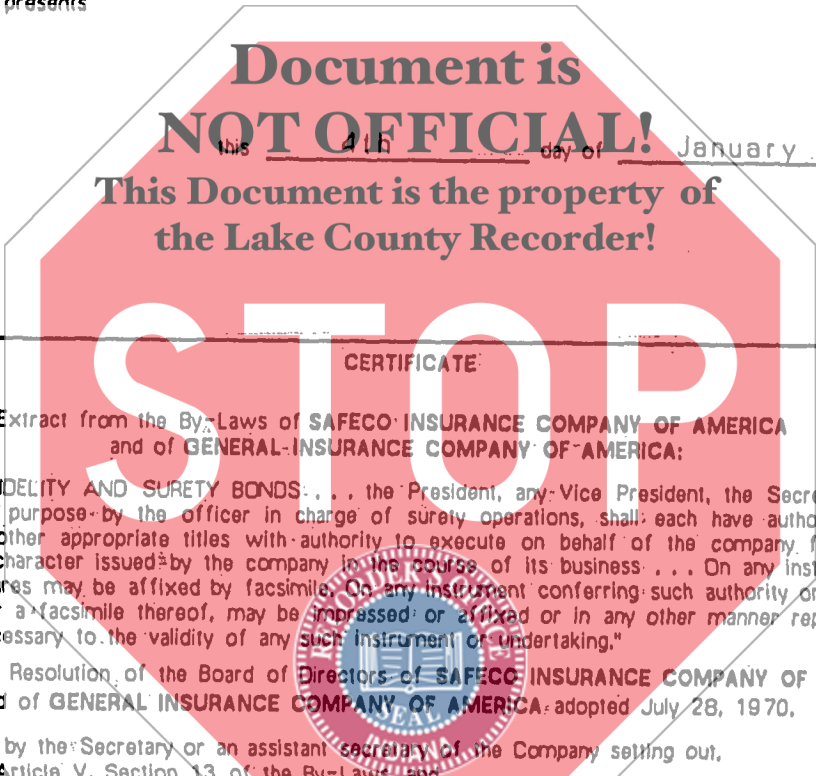 presents
Document is
NOT OFFICIAL!
this 4th day of January
This Document is the property of
the Lake County Recorder!
STOP
CERTIFICATE
Extract from the By-Laws of SAFECO INSURANCE COMPANY OF AMERICA
and of GENERAL INSURANCE COMPANY OF AMERICA:
DELITY AND SURETY BONDS . . . the President, any Vice President, the Secre
purpose by the officer in charge of surety operations, shall each have autho
ther appropriate titles with authority to execute on behalf of the company f
haracter issued by the company in the course of its business . . . On any inst
res may be affixed by facsimile. On any instrument conferring such authority or
a facsimile thereof, may be impressed or affixed or in any other manner rep
essary to the validity of any such instrument or undertaking."
Resolution of the Board of Directors of SAFECO INSURANCE COMPANY OF
d of GENERAL INSURANCE COMPANY OF AMERICA adopted July 28, 1970.
by the Secretary or an assistant secretary of the Company setting out,
Article V, Section 13 of the By-Laws, and
RECORDER'S OFFICE
SEAL
INDIANA